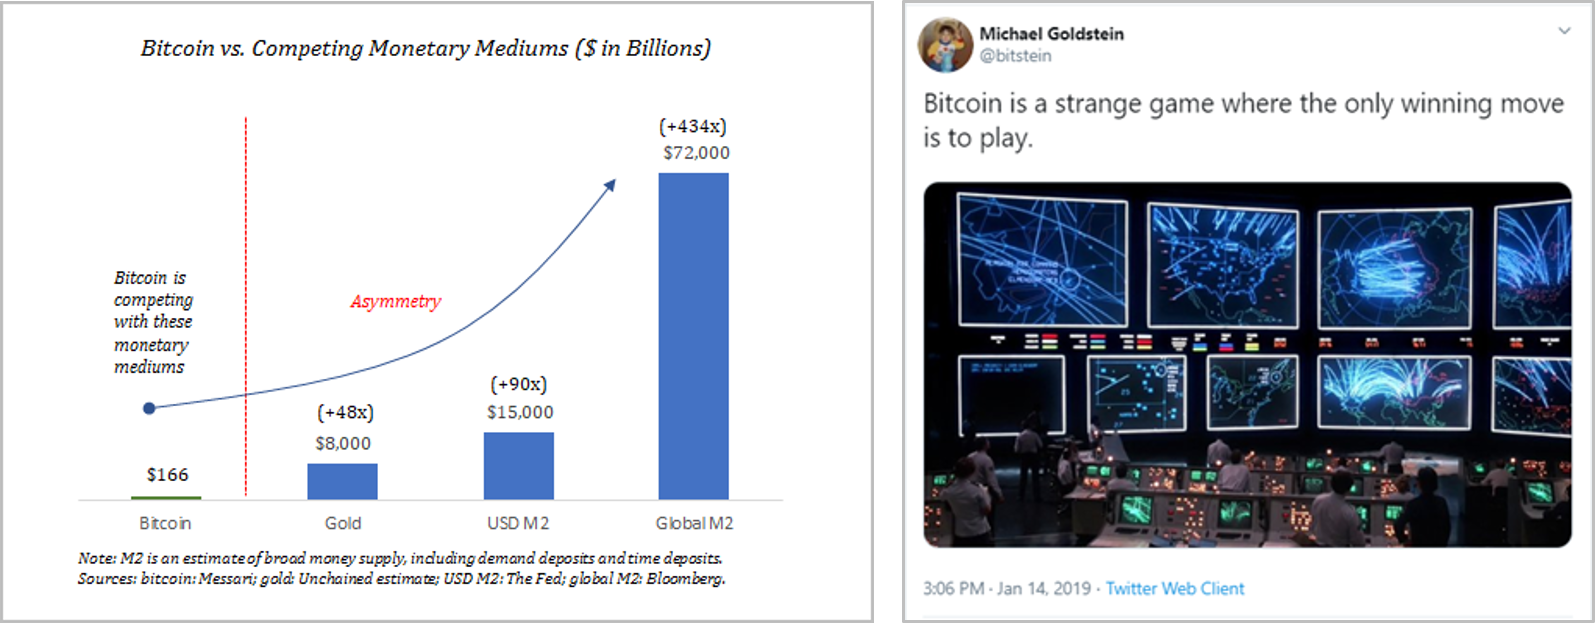 Bitcoin vs. Competing Monetary Mediums ($ in Billions)
(+434x)
$72,000
Bitcoin is
competing
with these
monetary
mediums
Asymmetry
(+90x)
$15,000
(+48x)
$8,000
$166
Bitcoin
Gold
USD M2
Global M2
Note: M2 is an estimate of broad money supply, including demand deposits and time deposits.
Sources: bitcoin: Messari; gold: Unchained estimate; USD M2: The Fed; global M2: Bloomberg.
Michael Goldstein
@bitstein
Bitcoin is a strange game where the only winning move
is to play.
3:06 PM · Jan 14, 2019 · Twitter Web Client